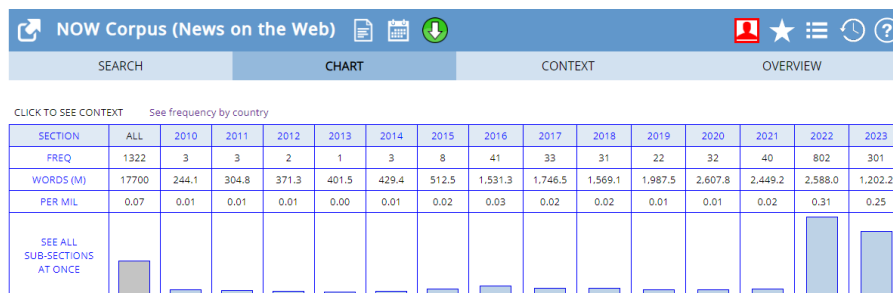 NOW Corpus (News on the Web)
SEARCH CHART CONTEXT OVERVIEW
CLICK TO SEE CONTEXT See frequency by country
SECTION ALL 2010 2011 2012 2013 2014 2015 2016 2017 2018 2019 2020 2021 2022 2023
FREQ 1322 3 3 2 1 3 8 41 33 31 22 32 40 802 301
WORDS (M) 17700 244.1 304.8 371.3 401.5 429.4 512.5 1,531.3 1,746.5 1,569.1 1,987.5 2,607.8 2,449.2 2,588.0 1,202.2
PER MIL 0.07 0.01 0.01 0.01 0.00 0.01 0.02 0.03 0.02 0.02 0.01 0.01 0.02 0.31 0.25
SEE ALL
SUB-SECTIONS
AT ONCE